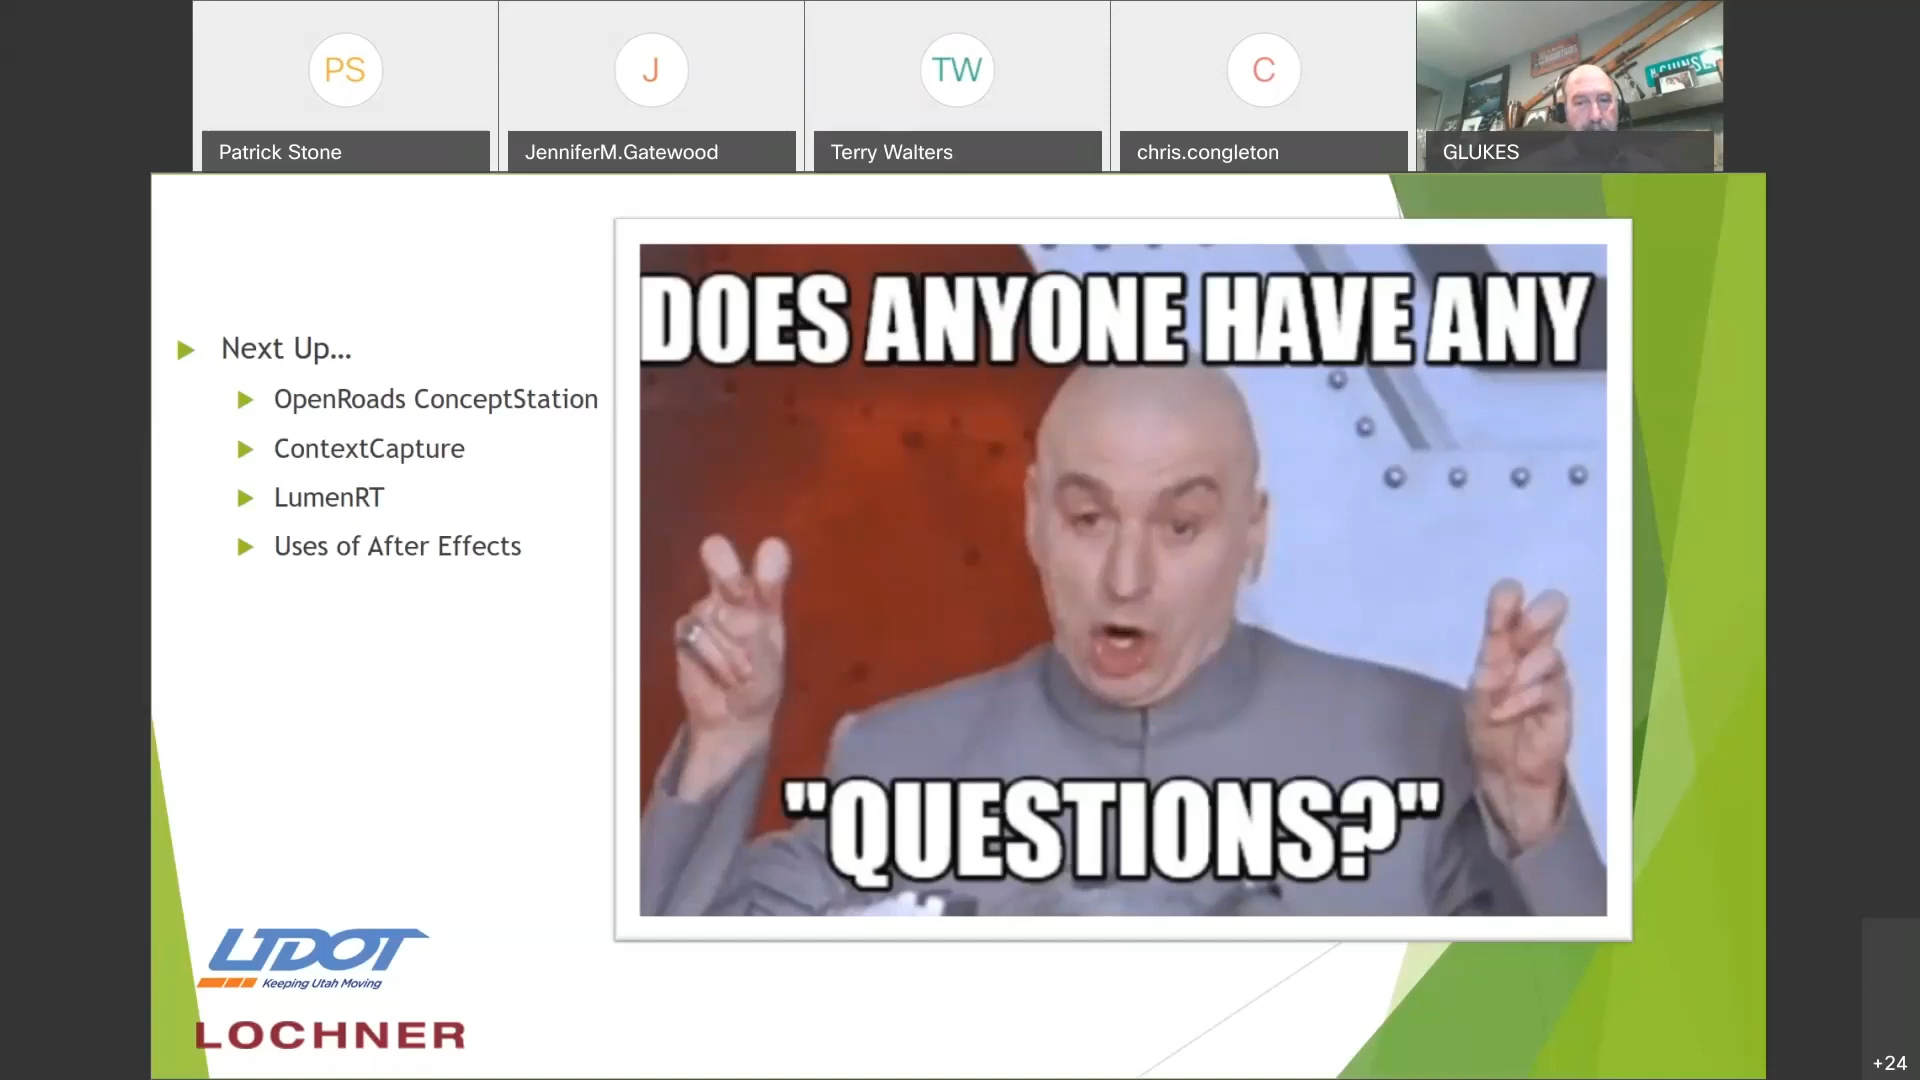 PS
J
TW
C
Patrick Stone
JenniferM.Gatewood
Terry Walters
chris.congleton
GLUKES
Next Up...
OpenRoads ConceptStation
ContextCapture
LumenRT
Uses of After Effects
DOES ANYONE HAVE ANY
"QUESTIONS?"
UDOT
Keeping Utah Moving
LOCHNER
+24